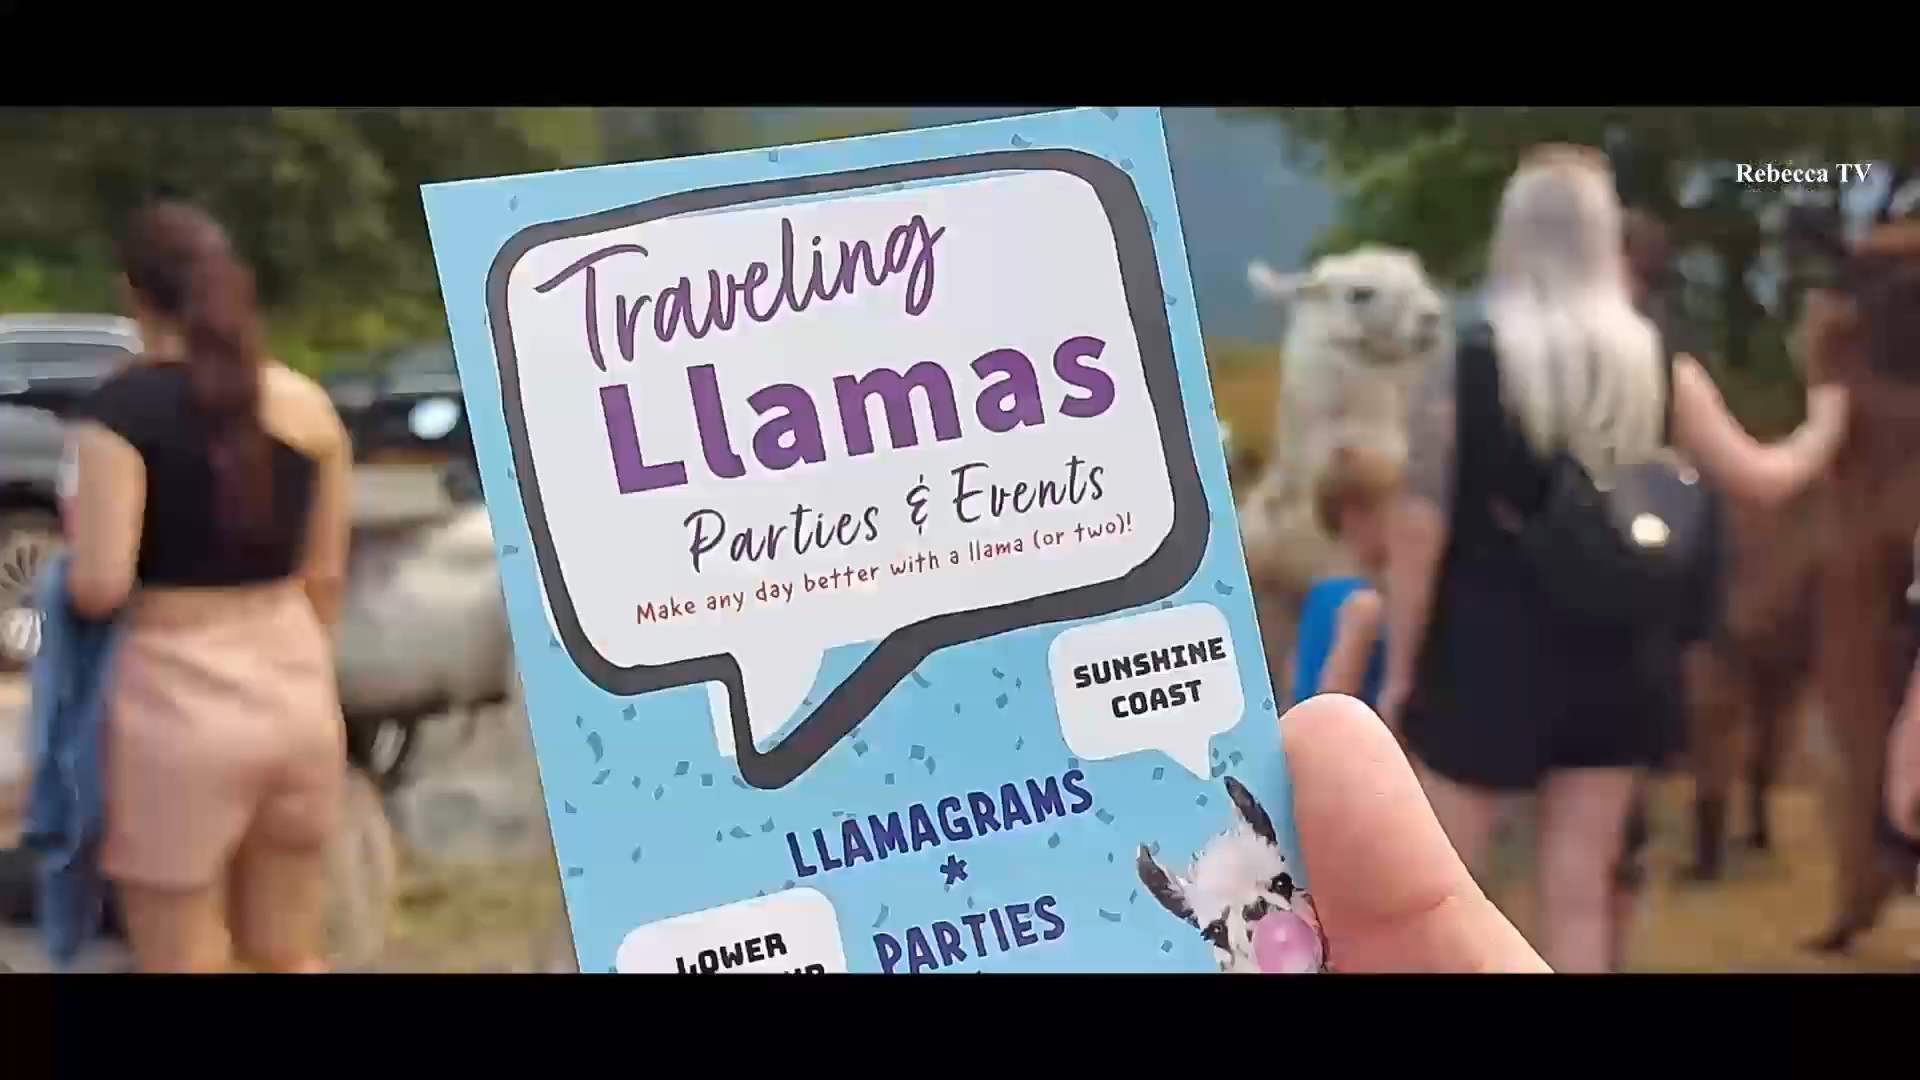 Rebecca TV
Traveling
Llamas
Parties & Events
Make any day better with a llama (or two)!
SUNSHINE
COAST
LLAMAGRAMS
*
PARTIES
LOWER